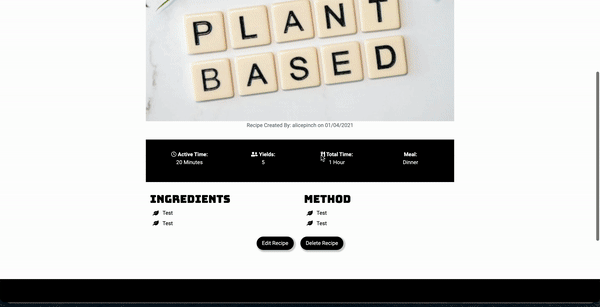 PLANT
BASED
Recipe Created By: alicepinch on 01/04/2021
Active Time: Yields: Total Time: Meal:
20 Minutes 5 1 Hour Dinner
INGREDIENTS METHOD
Test Test
Test Test
Edit Recipe Delete Recipe